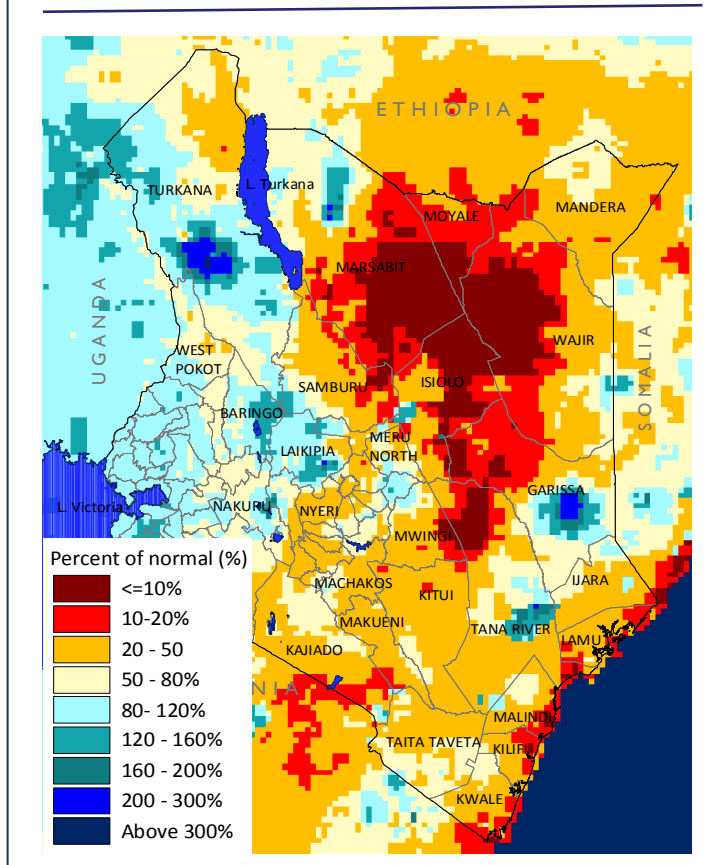 ETHIOPIA
TURKANA
L. Turkana
MOYALE
MANDERA
MARSABIT
UGANDA
WAJIR
WEST
POKOT
SOMALIA
SAMBURU
ISIOLO
BARINGO
MERU
NORTH
LAIKIPIA
GARISSA
L. Victoria
NAKURU
NYERI
MWINGI
Percent of normal (%)
<=10%
10-20%
20 - 50
50 - 80%
80- 120%
120 - 160%
160 - 200%
200 - 300%
Above 300%
MACHAKOS
KITUI
IJARA
MAKUENI
TANA RIVER
LAMU
KAJIADO
NIA
MALINDI
TAITA TAVETA
KILIFI
KWALE